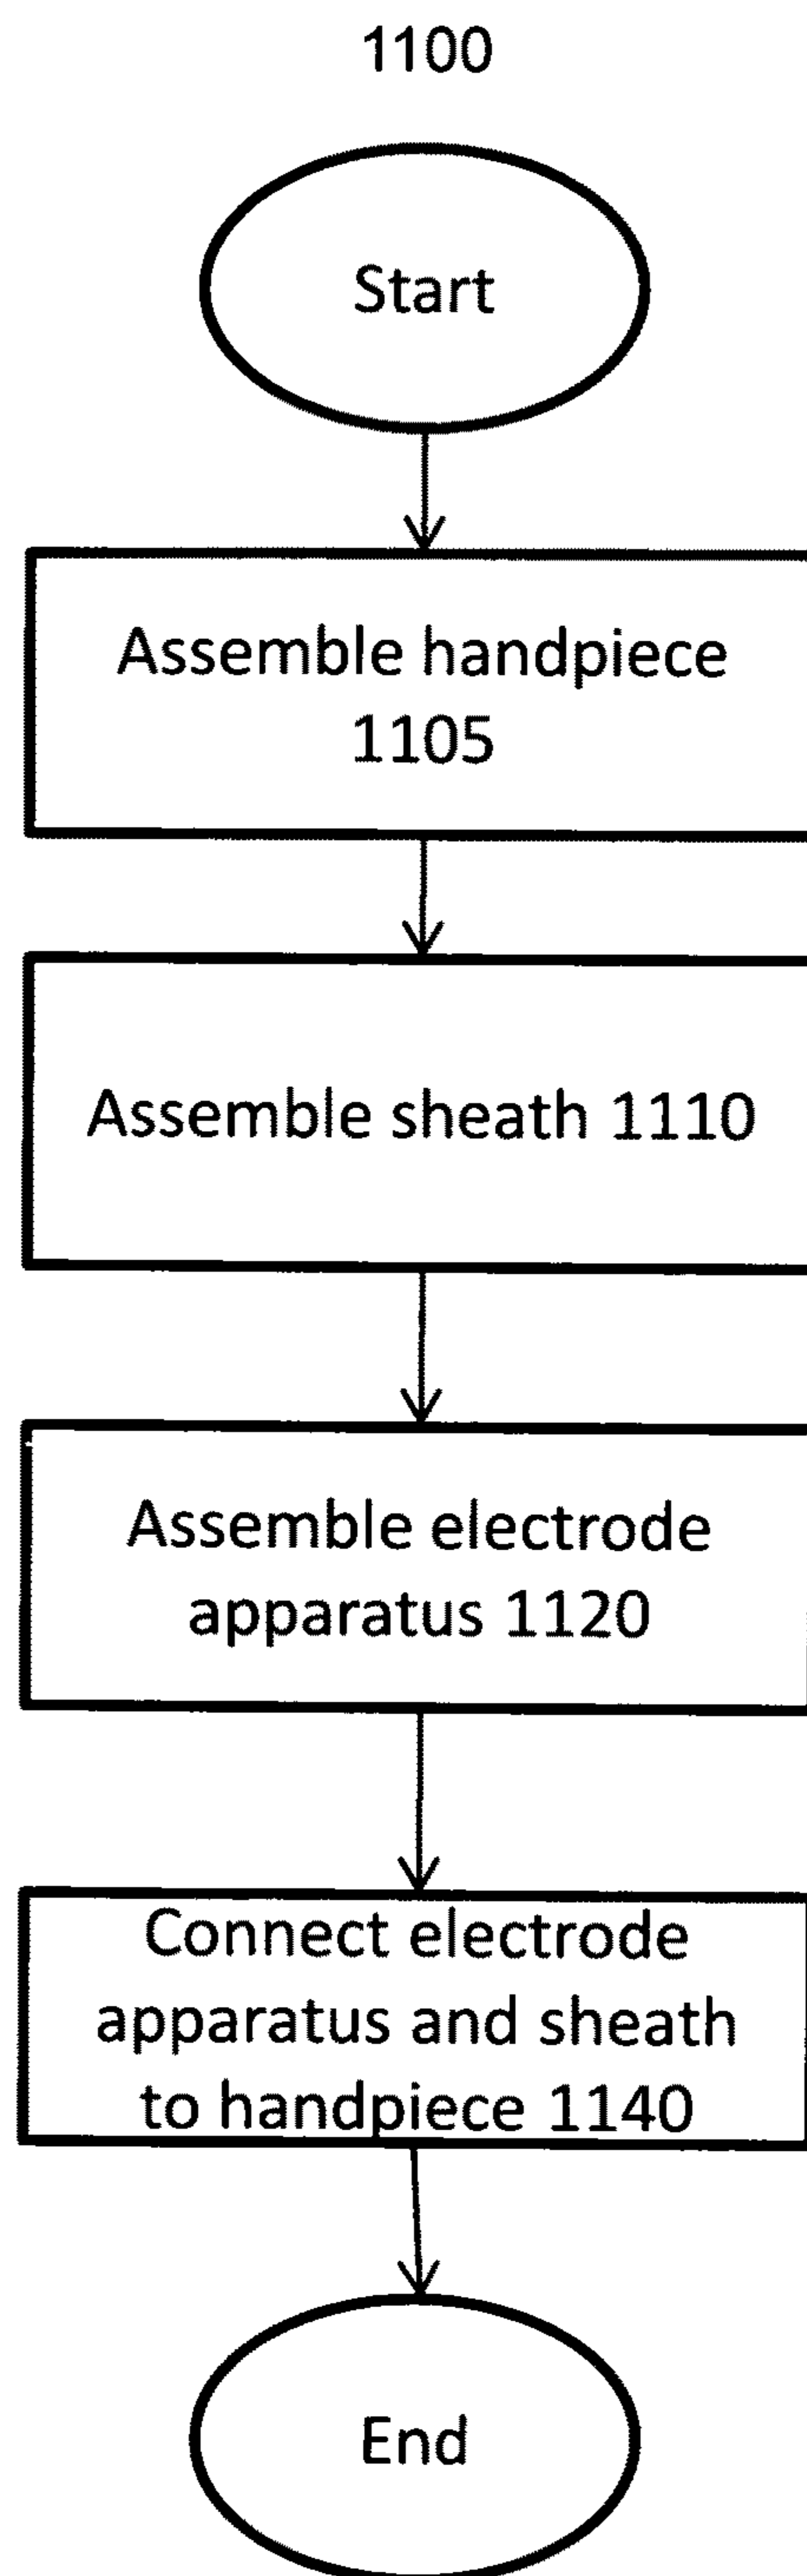 1100
Start
Assemble handpiece
1105
Assemble sheath 1110
Assemble electrode
apparatus 1120
Connect electrode
apparatus and sheath
to handpiece 1140
End